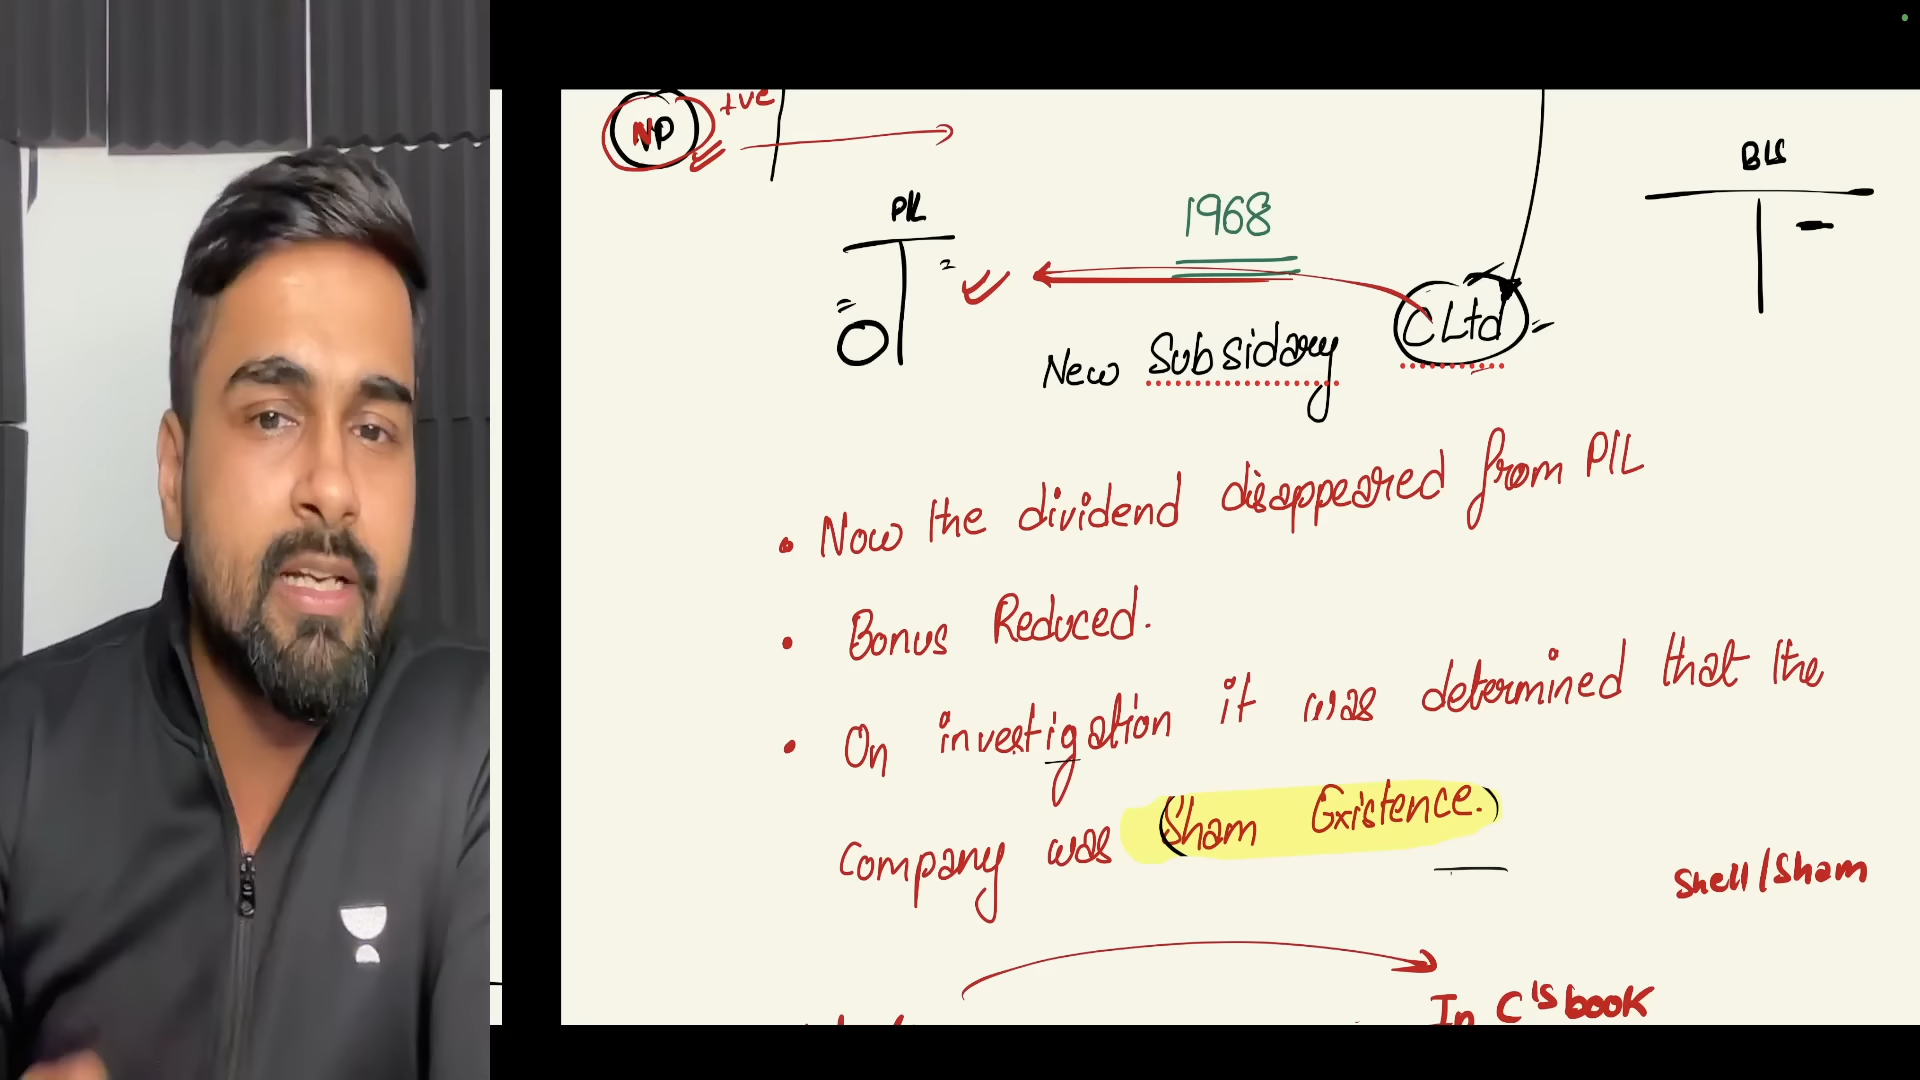 NP +ve
B/S
P/L
1968
C Ltd
New Subsidary
• Now the dividend disappeared from P/L
• Bonus Reduced.
• On investigation it was determined that the
company was (Sham Existence.)
Shell/Sham
In C's book